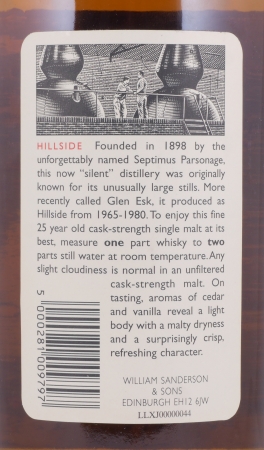 HILLSIDE Founded in 1898 by the
unforgettably named Septimus Parsonage,
this now "silent" distillery was originally
known for its unusually large stills. More
recently called Glen Esk, it produced as
Hillside from 1965-1980. To enjoy this fine
25 year old cask-strength single malt at its
best, measure one part whisky to two
parts still water at room temperature. Any
slight cloudiness is normal in an unfiltered
cask-strength malt. On
tasting, aromas of cedar
and vanilla reveal a light
body with a malty dryness
and a surprisingly crisp,
refreshing character.
5 000281 009797
WILLIAM SANDERSON
& SONS
EDINBURGH EH12 6JW
LLXJ00000044